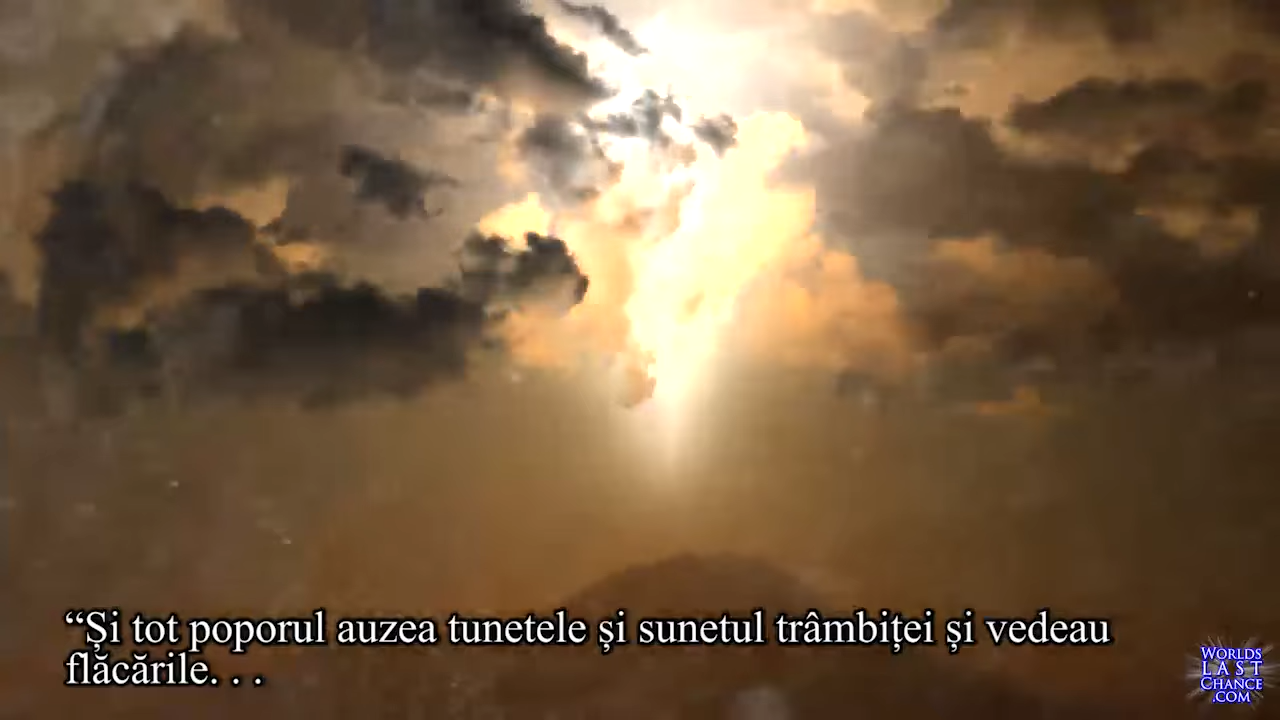 “Și tot poporul auzea tunetele și sunetul trâmbiței și vedeau
flăcările. . .
WORLDS
LAST
CHANCE
.COM